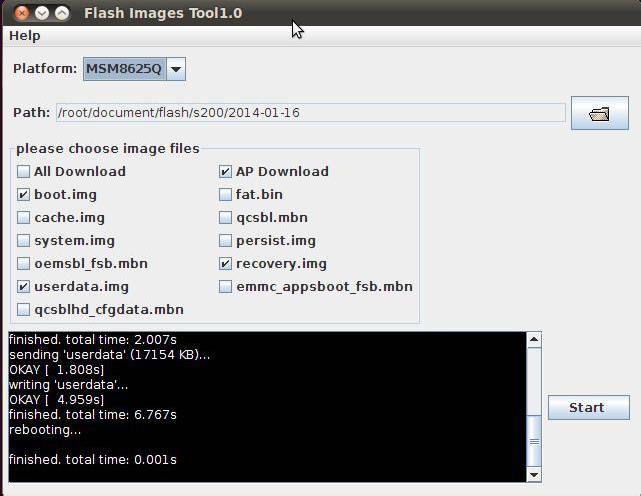 Flash Images Tool1.0
Help
Platform: MSM8625Q
Path: /root/document/flash/s200/2014-01-16
please choose image files
All Download AP Download
boot.img fat.bin
cache.img qcsbl.mbn
system.img persist.img
oemsbl_fsb.mbn recovery.img
userdata.img emmc_appsboot_fsb.mbn
qcsblhd_cfgdata.mbn
finished. total time: 2.007s
sending 'userdata' (17154 KB)...
OKAY [  1.808s]
writing 'userdata'...
OKAY [  4.959s]
finished. total time: 6.767s
rebooting...
finished. total time: 0.001s
Start